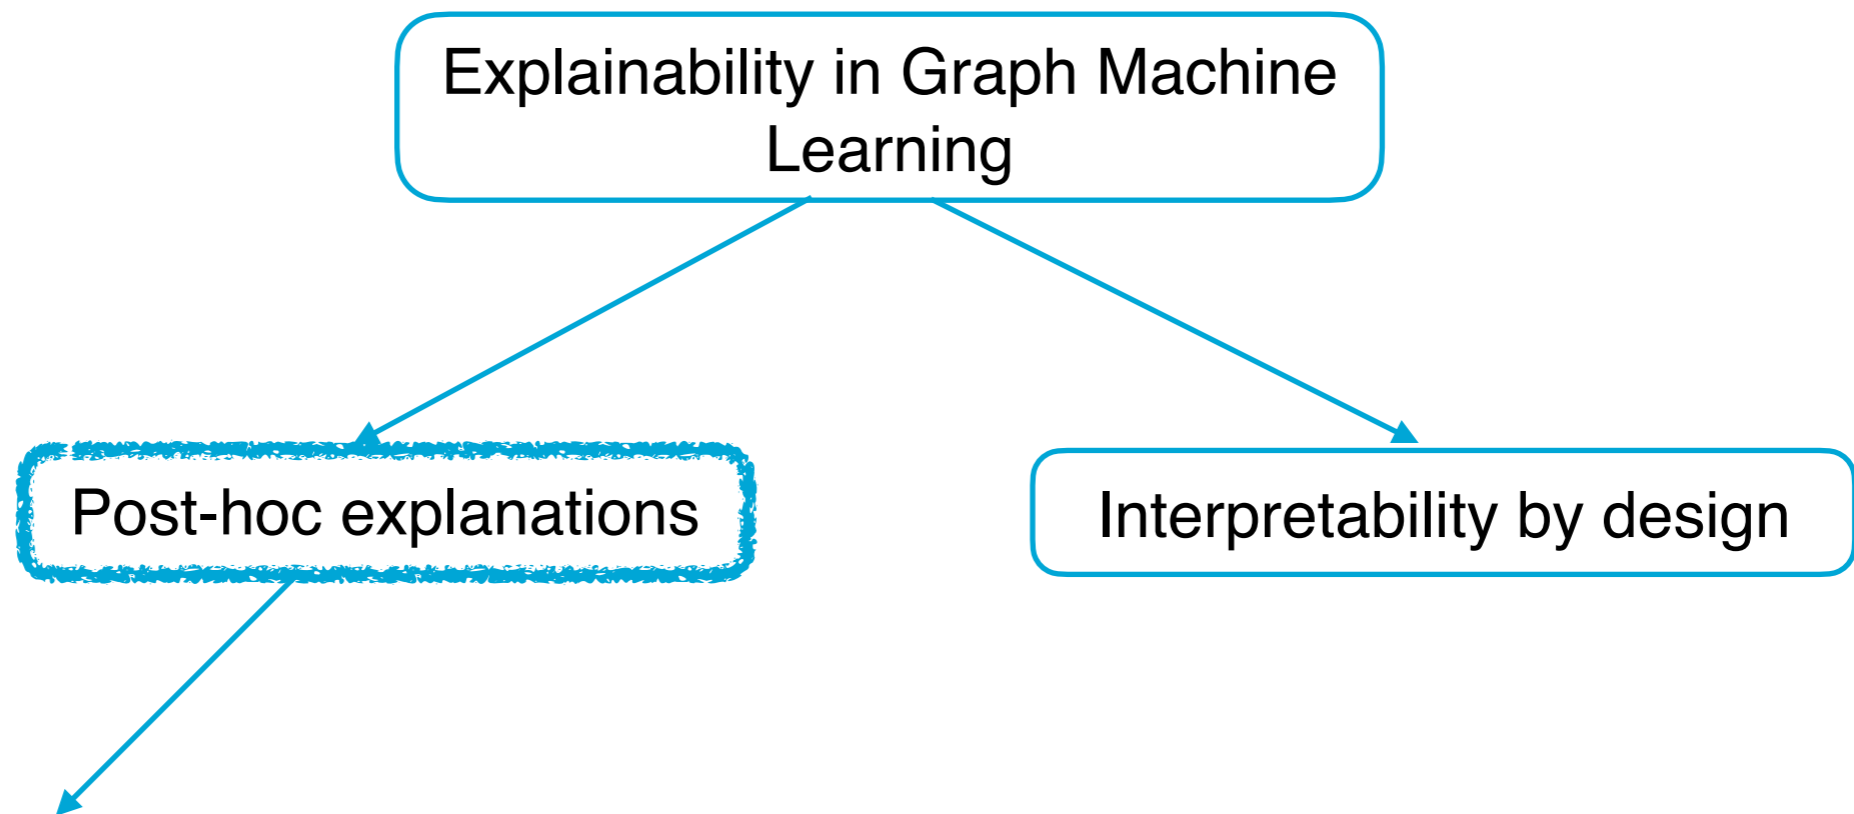 Explainability in Graph Machine
Learning
Post-hoc explanations
Interpretability by design